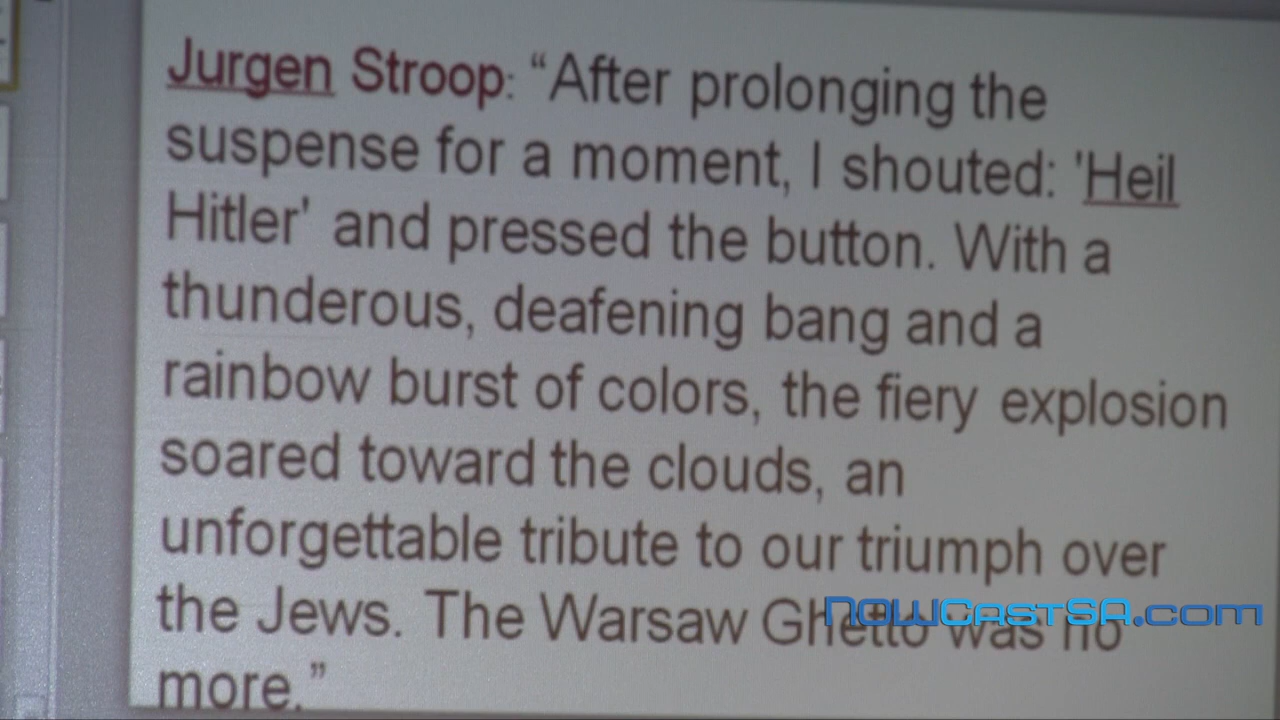 Jurgen Stroop: “After prolonging the
suspense for a moment, I shouted: 'Heil
Hitler' and pressed the button. With a
thunderous, deafening bang and a
rainbow burst of colors, the fiery explosion
soared toward the clouds, an
unforgettable tribute to our triumph over
the Jews. The Warsaw Ghetto was no
more.”
NOWCastSA.com